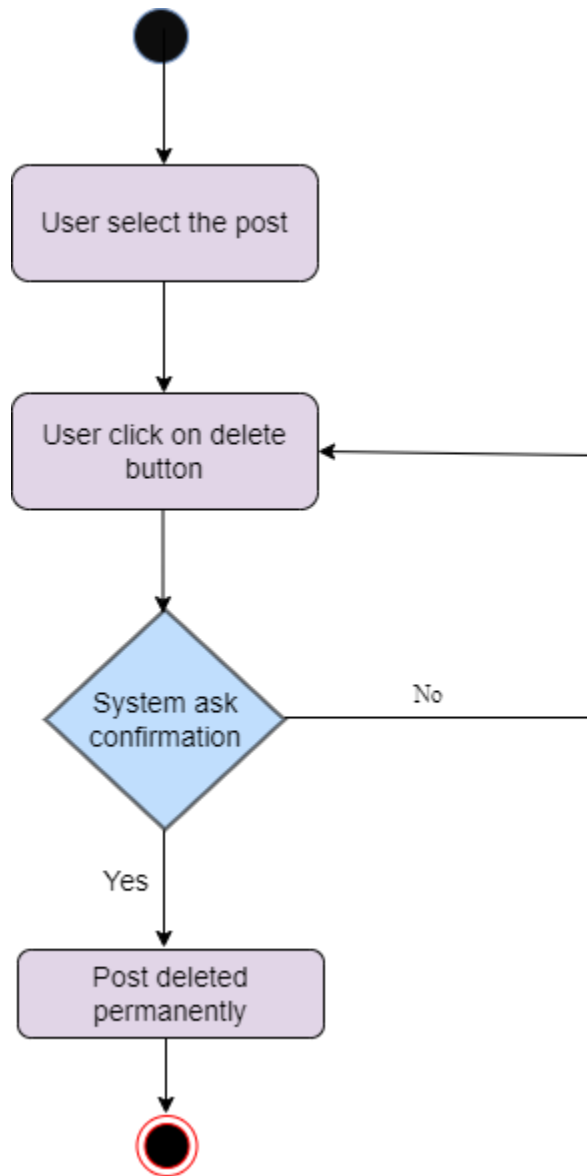 User select the post
User click on delete
button
System ask
confirmation
No
Yes
Post deleted
permanently